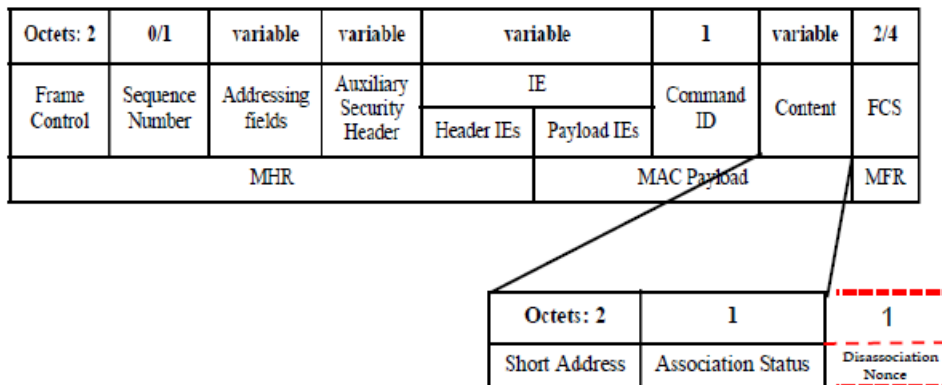 Octets: 2 0/1 variable variable variable 1 variable 2/4
Frame Control Sequence Number Addressing fields Auxiliary Security Header IE Command ID Content FCS
Header IEs Payload IEs
MHR MAC Payload MFR
Octets: 2 1 1
Short Address Association Status Disassociation Nonce